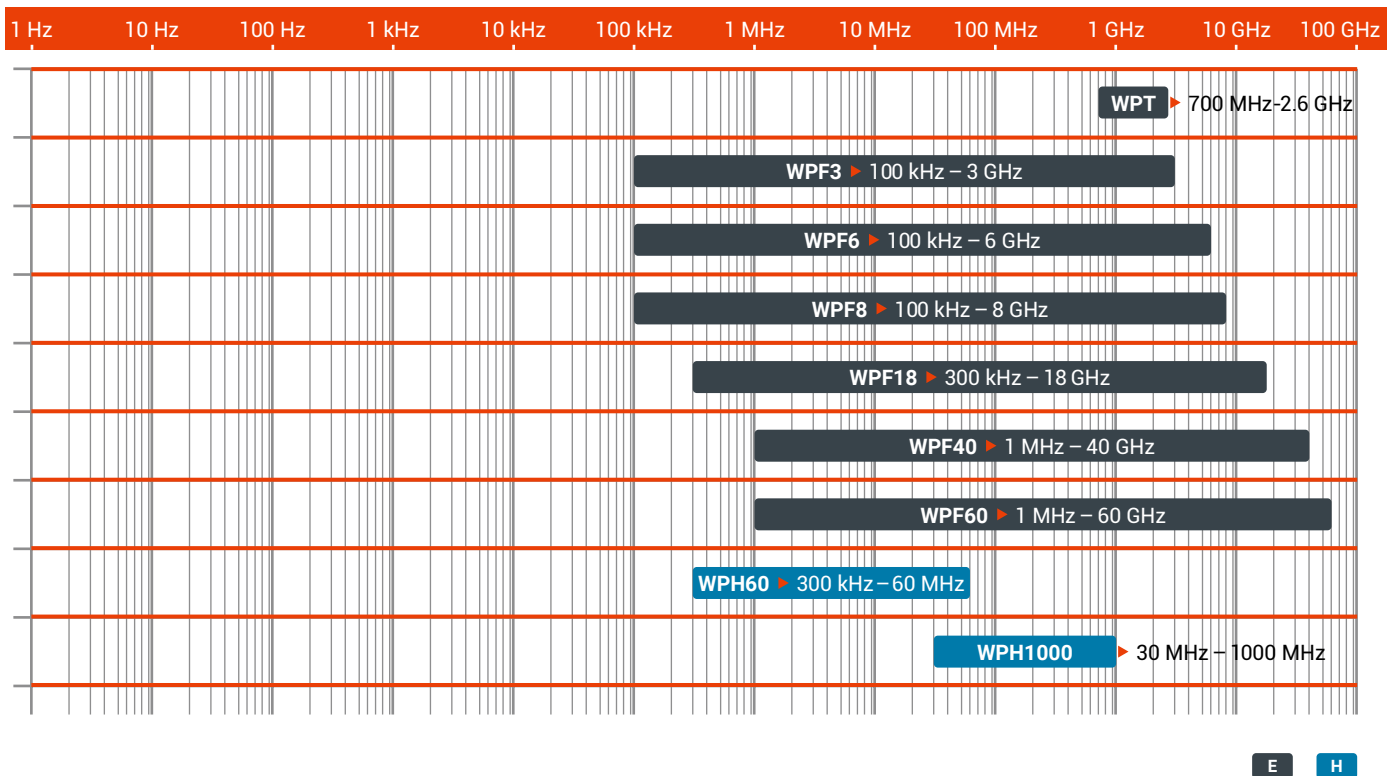 1 Hz 10 Hz 100 Hz 1 kHz 10 kHz 100 kHz 1 MHz 10 MHz 100 MHz 1 GHz 10 GHz 100 GHz
WPT 700 MHz-2.6 GHz
WPF3 100 kHz – 3 GHz
WPF6 100 kHz – 6 GHz
WPF8 100 kHz – 8 GHz
WPF18 300 kHz – 18 GHz
WPF40 1 MHz – 40 GHz
WPF60 1 MHz – 60 GHz
WPH60 300 kHz – 60 MHz
WPH1000 30 MHz – 1000 MHz
E H